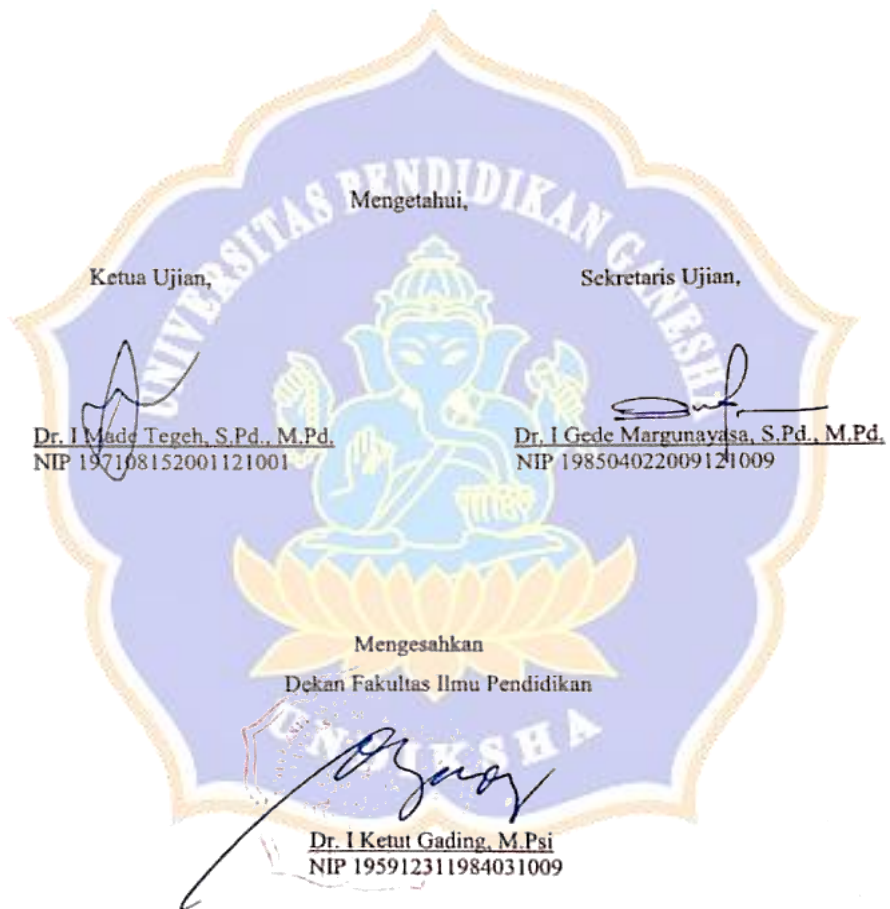 UNIVERSITAS PENDIDIKAN GANESHA
Mengetahui,
Ketua Ujian,
Sekretaris Ujian,
Dr. I Made Tegeh, S.Pd., M.Pd.
NIP 197108152001121001
Dr. I Gede Margunayasa, S.Pd., M.Pd.
NIP 198504022009121009
Mengesahkan
Dekan Fakultas Ilmu Pendidikan
UNDIKSHA
Dr. I Ketut Gading, M.Psi
NIP 195912311984031009